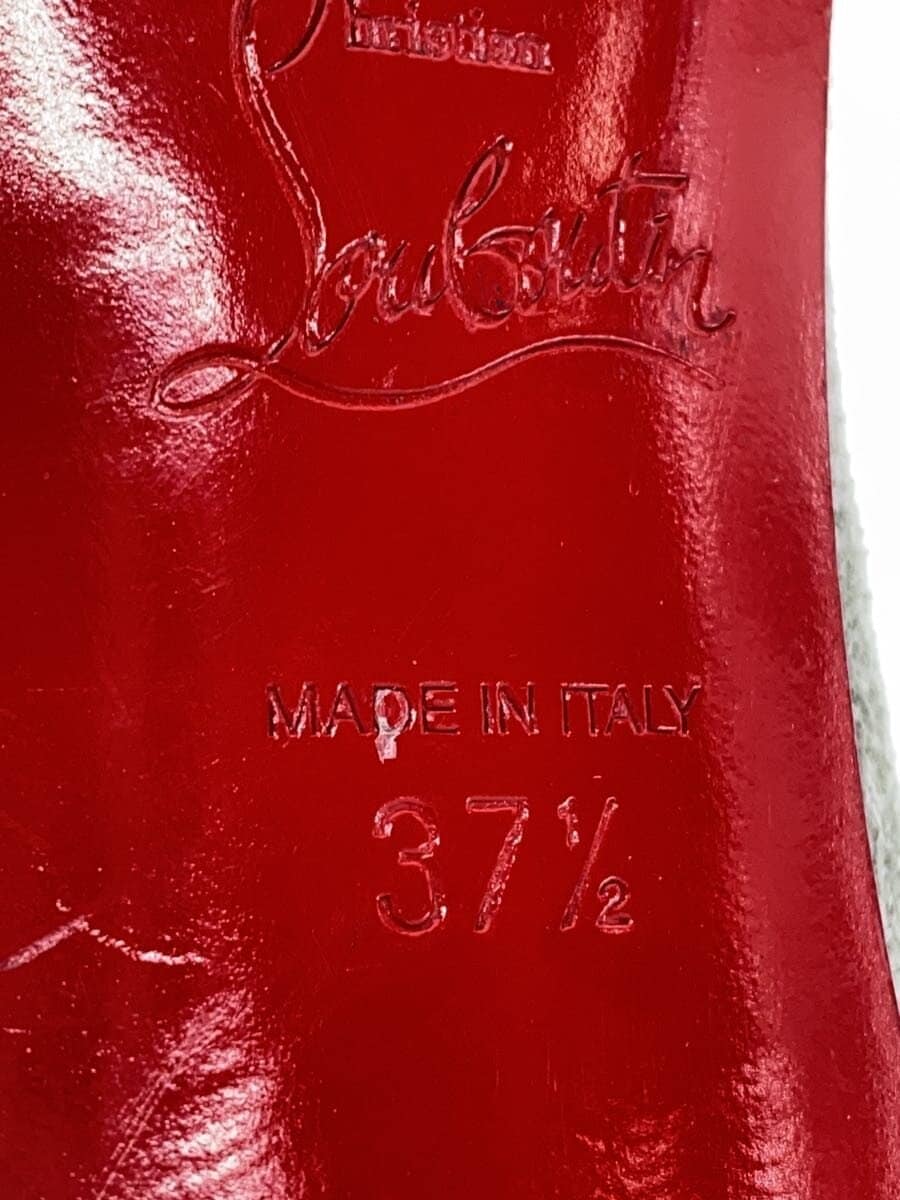 Christian
Louboutin
MADE IN ITALY
37½